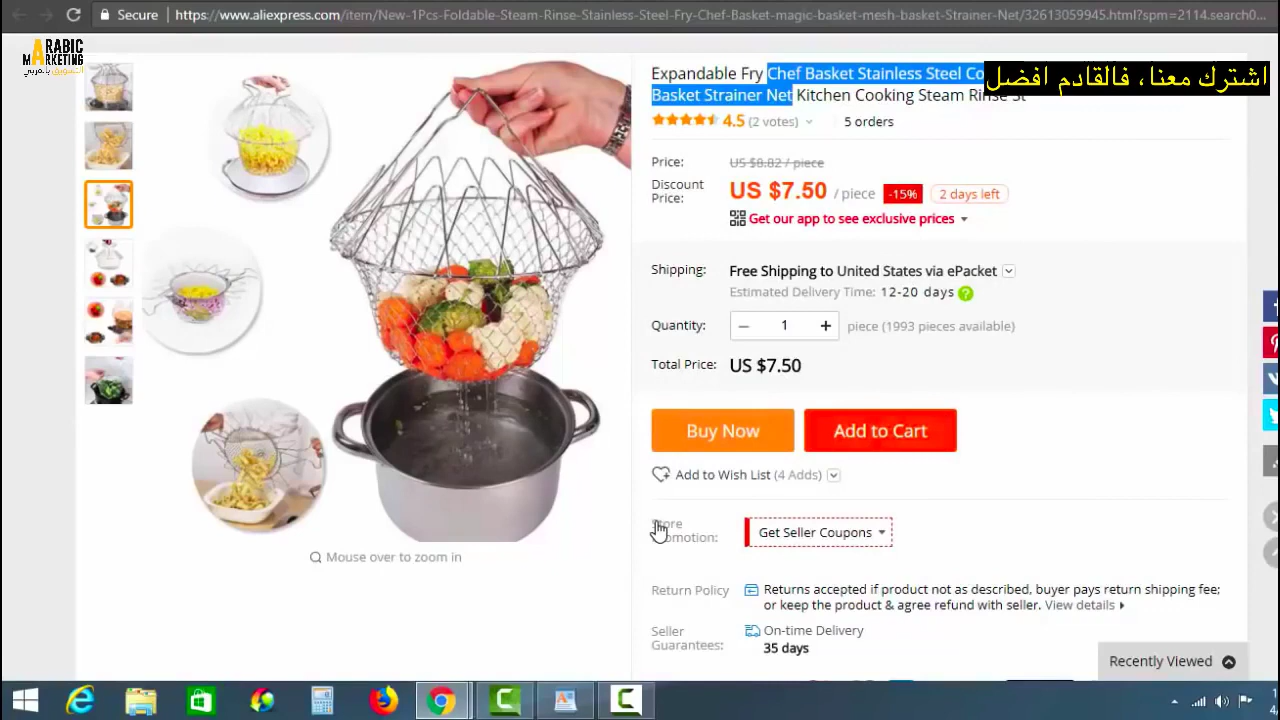 Secure
https://www.aliexpress.com/item/New-1Pcs-Foldable-Steam-Rinse-Stainless-Steel-Fry-Chef-Basket-magic-basket-mesh-basket-Strainer-Net/32613059945.html?spm=2114.search0...
ARABIC
MARKETING
التسويق بالعربي
اشترك معنا، فالقادم افضل
Expandable Fry Chef Basket Stainless Steel Co
Basket Strainer Net Kitchen Cooking Steam Rinse St
4.5 (2 votes) 5 orders
Price: US $8.82 / piece
Discount
Price:
US $7.50 / piece -15% 2 days left
Get our app to see exclusive prices
Shipping: Free Shipping to United States via ePacket
Estimated Delivery Time: 12-20 days ?
Quantity: – 1 + piece (1993 pieces available)
Total Price: US $7.50
Buy Now Add to Cart
Add to Wish List (4 Adds)
Store
Get Seller Coupons
Mouse over to zoom in
Return Policy Returns accepted if product not as described, buyer pays return shipping fee;
or keep the product & agree refund with seller. View details
Seller
Guarantees:
On-time Delivery
35 days
Recently Viewed